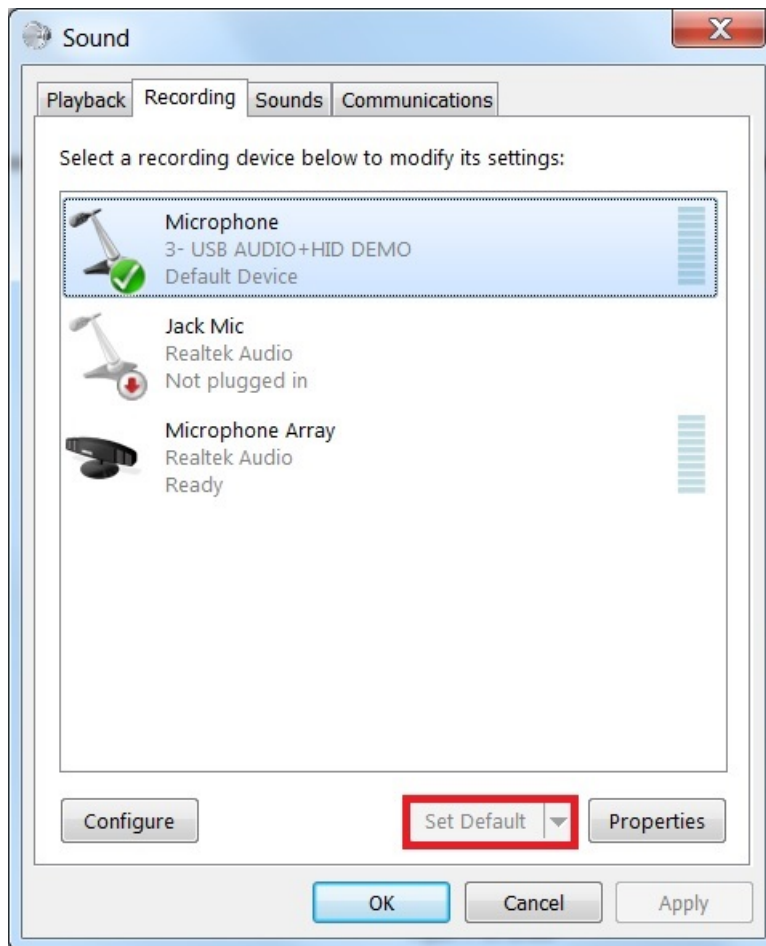 Sound
Playback Recording Sounds Communications
Select a recording device below to modify its settings:
Microphone
3- USB AUDIO+HID DEMO
Default Device
Jack Mic
Realtek Audio
Not plugged in
Microphone Array
Realtek Audio
Ready
Configure Set Default Properties
OK Cancel Apply